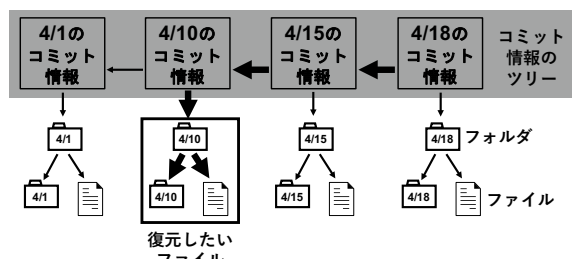 4/1の
コミット
情報
4/10の
コミット
情報
4/15の
コミット
情報
4/18の
コミット
情報
コミット
情報の
ツリー
4/1
4/10
4/15
4/18
フォルダ
4/1
4/10
4/15
4/18
ファイル
復元したい
ファイル